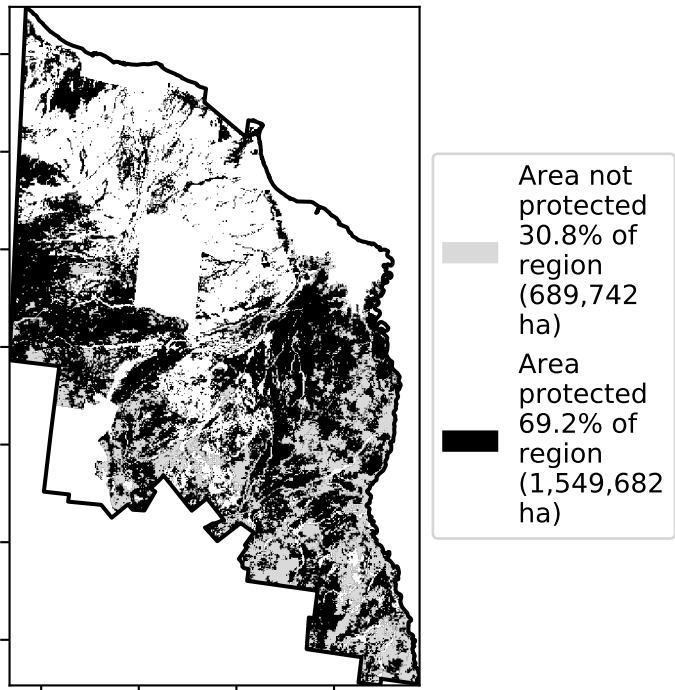 Area not
protected
30.8% of
region
(689,742
ha)
Area
protected
69.2% of
region
(1,549,682
ha)